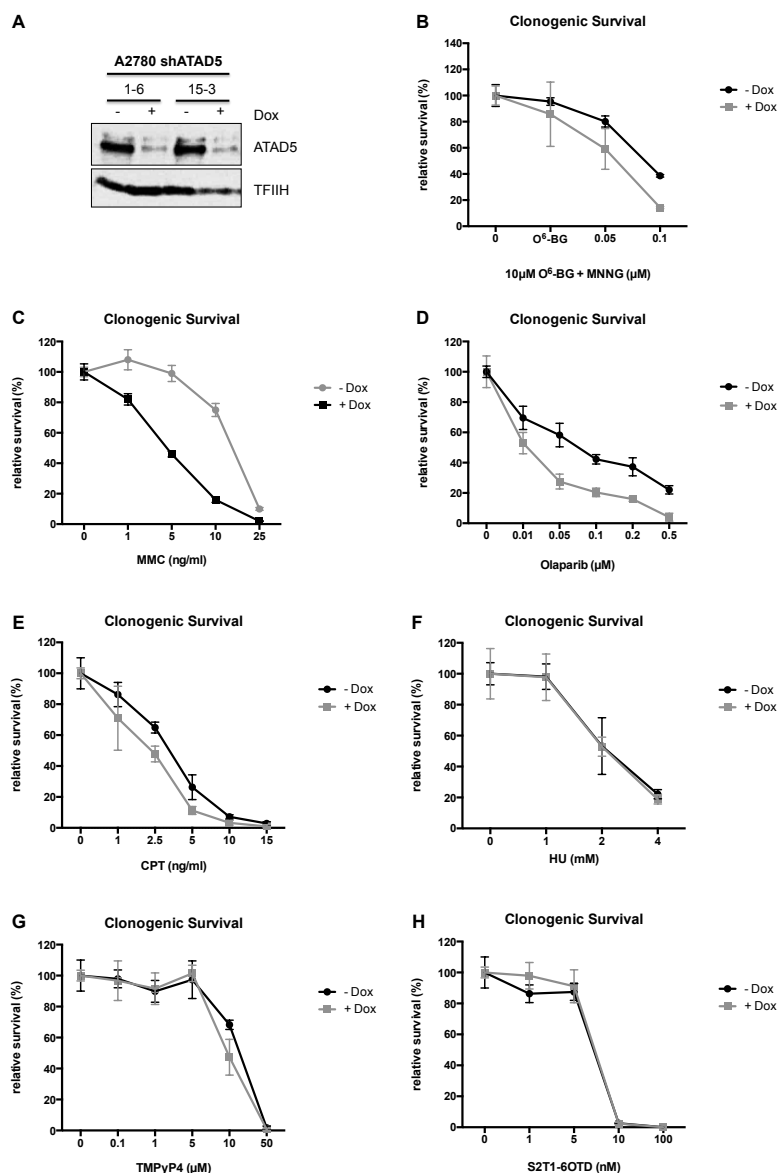 A
A2780 shATAD5
1-6 15-3
- + - + Dox
ATAD5
TFIIH
B
Clonogenic Survival
relative survival (%)
140
120
100
80
60
40
20
0
0 O⁶-BG 0.05 0.1
10µM O⁶-BG + MNNG (µM)
- Dox
+ Dox
C
Clonogenic Survival
relative survival (%)
120
100
80
60
40
20
0
0 1 5 10 25
MMC (ng/ml)
- Dox
+ Dox
D
Clonogenic Survival
relative survival (%)
120
100
80
60
40
20
0
0 0.01 0.05 0.1 0.2 0.5
Olaparib (µM)
- Dox
+ Dox
E
Clonogenic Survival
relative survival (%)
120
100
80
60
40
20
0
0 1 2.5 5 10 15
CPT (ng/ml)
- Dox
+ Dox
F
Clonogenic Survival
relative survival (%)
120
100
80
60
40
20
0
0 1 2 4
HU (mM)
- Dox
+ Dox
G
Clonogenic Survival
relative survival (%)
120
100
80
60
40
20
0
0 0.1 1 5 10 50
TMPyP4 (µM)
- Dox
+ Dox
H
Clonogenic Survival
relative survival (%)
120
100
80
60
40
20
0
0 1 5 10 100
S2T1-6OTD (nM)
- Dox
+ Dox